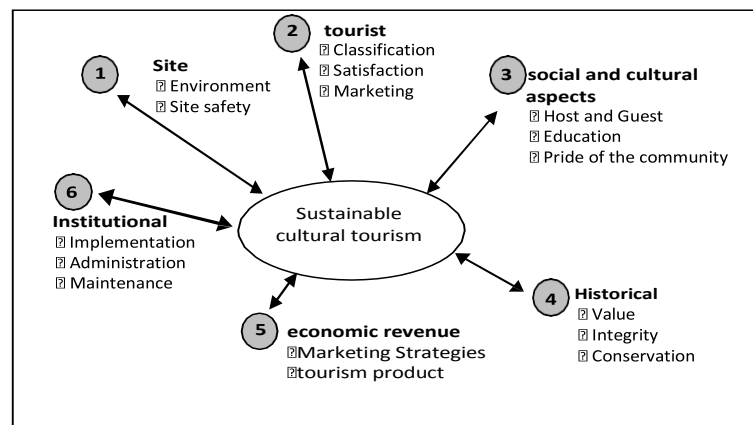 1
Site
⍰ Environment
⍰ Site safety
2
tourist
⍰ Classification
⍰ Satisfaction
⍰ Marketing
3
social and cultural
aspects
⍰ Host and Guest
⍰ Education
⍰ Pride of the community
6
Institutional
⍰ Implementation
⍰ Administration
⍰ Maintenance
Sustainable
cultural tourism
4
Historical
⍰ Value
⍰ Integrity
⍰ Conservation
5
economic revenue
⍰Marketing Strategies
⍰tourism product